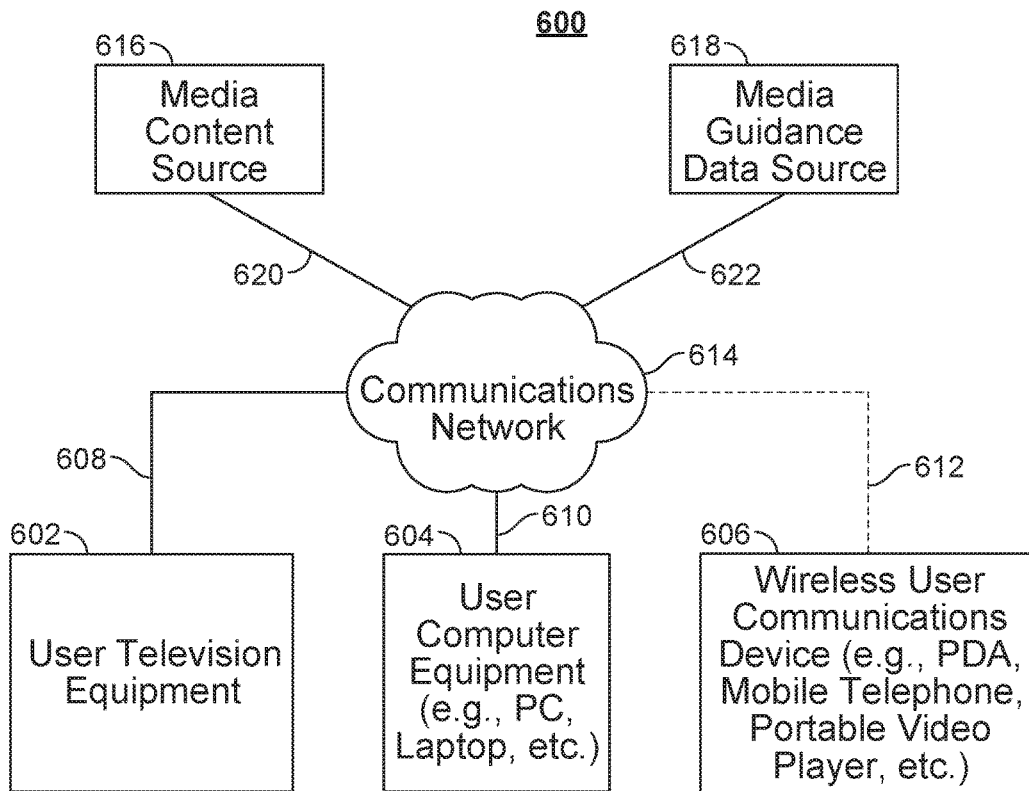 600
616
Media
Content
Source
618
Media
Guidance
Data Source
620
622
614
Communications
Network
608
612
610
602
User Television
Equipment
604
User
Computer
Equipment
(e.g., PC,
Laptop, etc.)
606
Wireless User
Communications
Device (e.g., PDA,
Mobile Telephone,
Portable Video
Player, etc.)